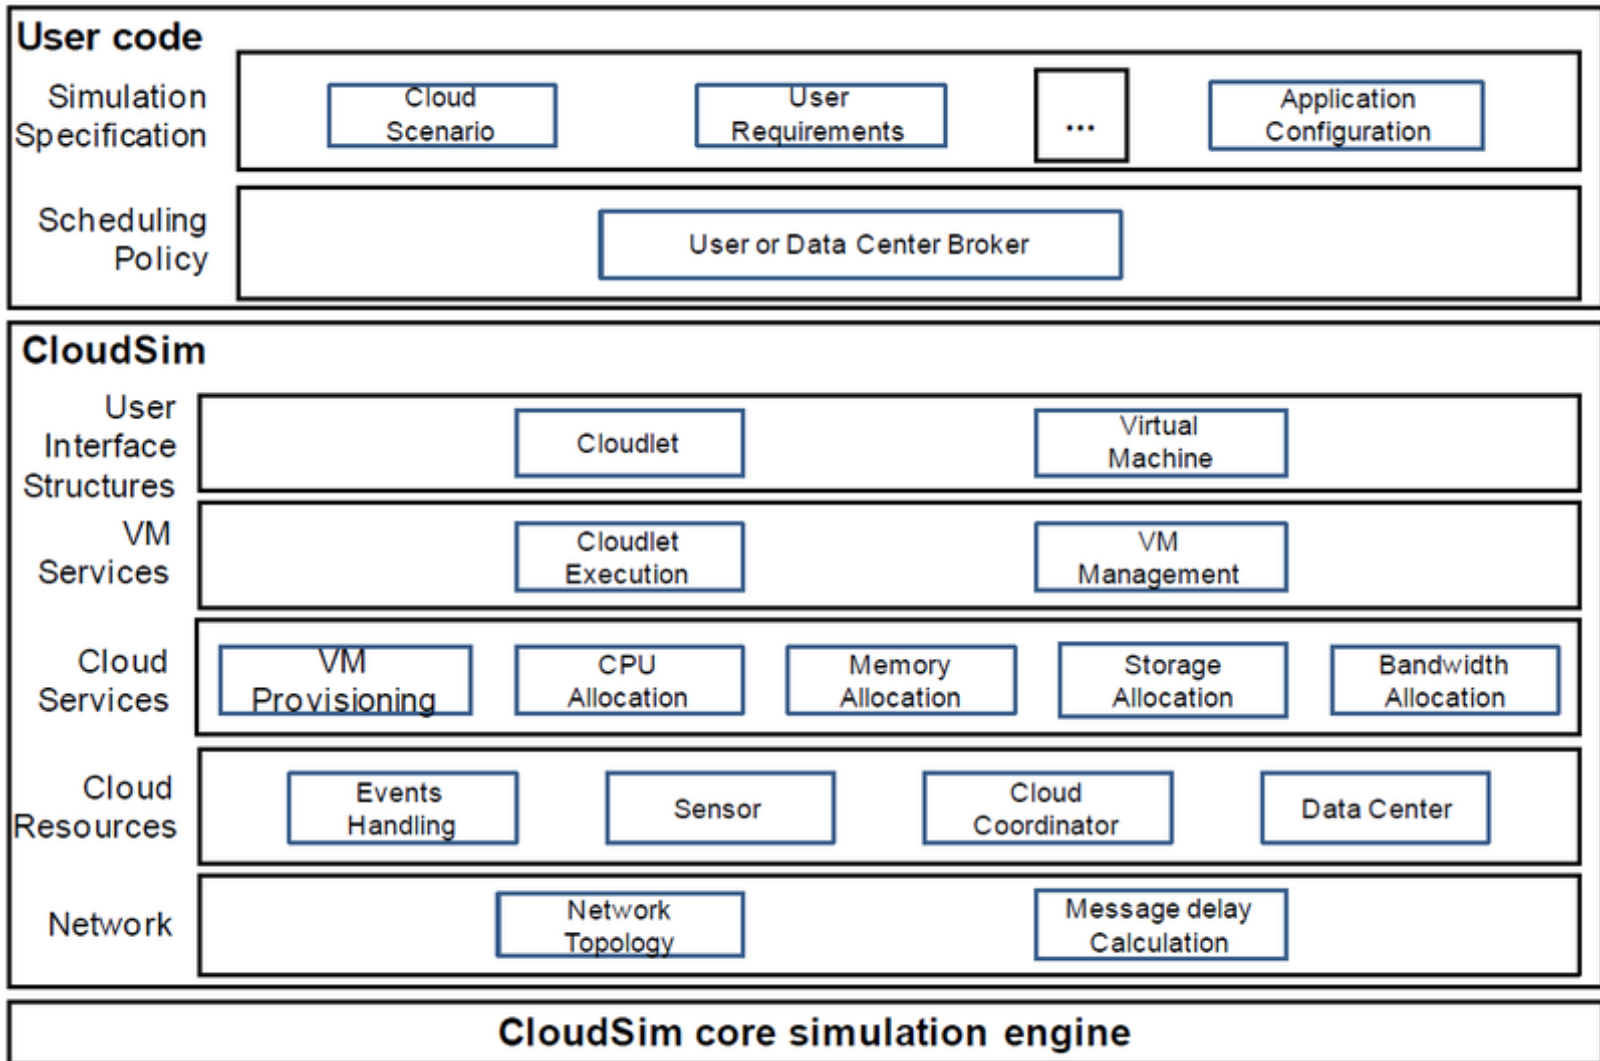 User code
Simulation
Specification
Cloud
Scenario
User
Requirements
...
Application
Configuration
Scheduling
Policy
User or Data Center Broker
CloudSim
User
Interface
Structures
Cloudlet
Virtual
Machine
VM
Services
Cloudlet
Execution
VM
Management
Cloud
Services
VM
Provisioning
CPU
Allocation
Memory
Allocation
Storage
Allocation
Bandwidth
Allocation
Cloud
Resources
Events
Handling
Sensor
Cloud
Coordinator
Data Center
Network
Network
Topology
Message delay
Calculation
CloudSim core simulation engine